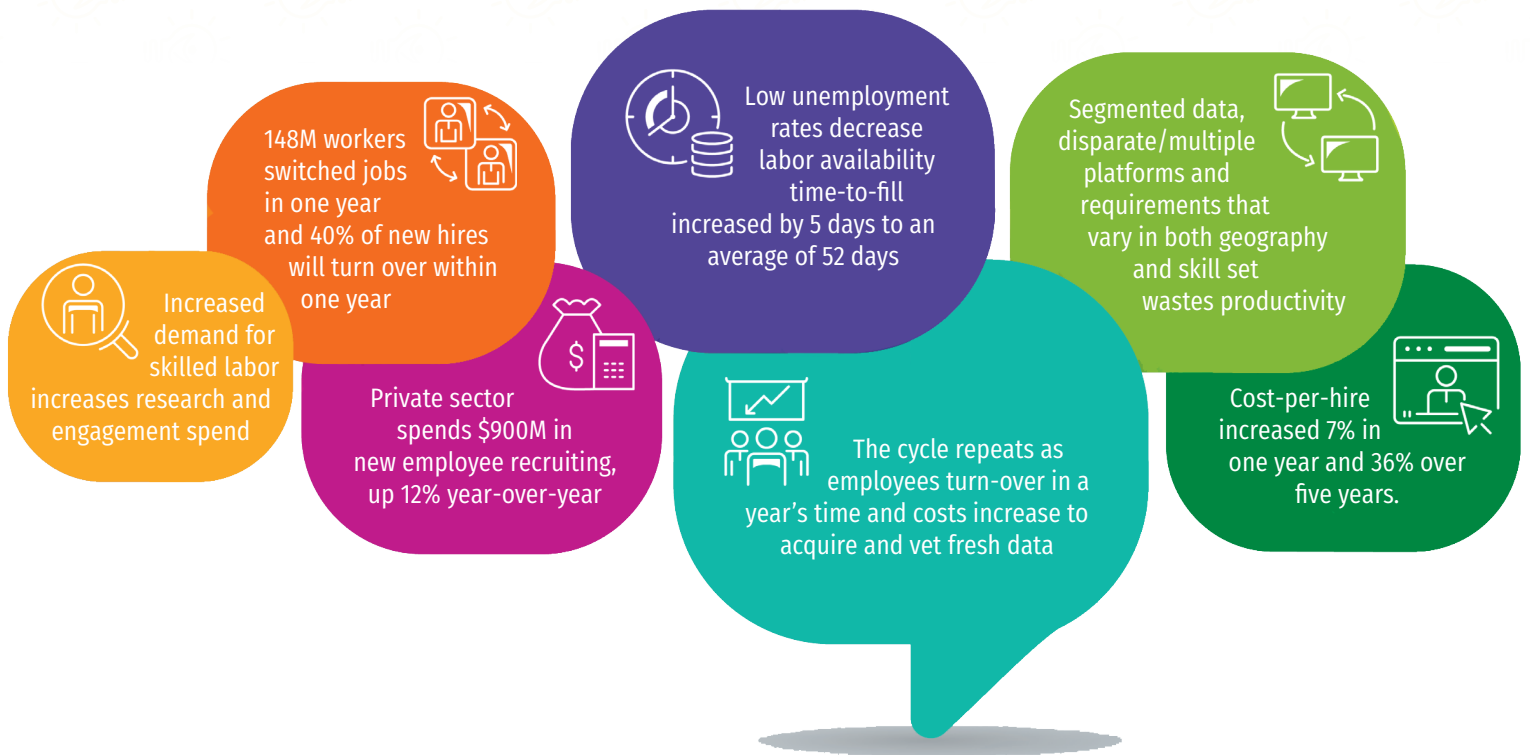 Increased
demand for
skilled labor
increases research and
engagement spend
148M workers
switched jobs
in one year
and 40% of new hires
will turn over within
one year
Private sector
spends $900M in
new employee recruiting,
up 12% year-over-year
$
Low unemployment
rates decrease
labor availability
time-to-fill
increased by 5 days to an
average of 52 days
The cycle repeats as
employees turn-over in a
year’s time and costs increase to
acquire and vet fresh data
Segmented data,
disparate/multiple
platforms and
requirements that
vary in both geography
and skill set
wastes productivity
Cost-per-hire
increased 7% in
one year and 36% over
five years.